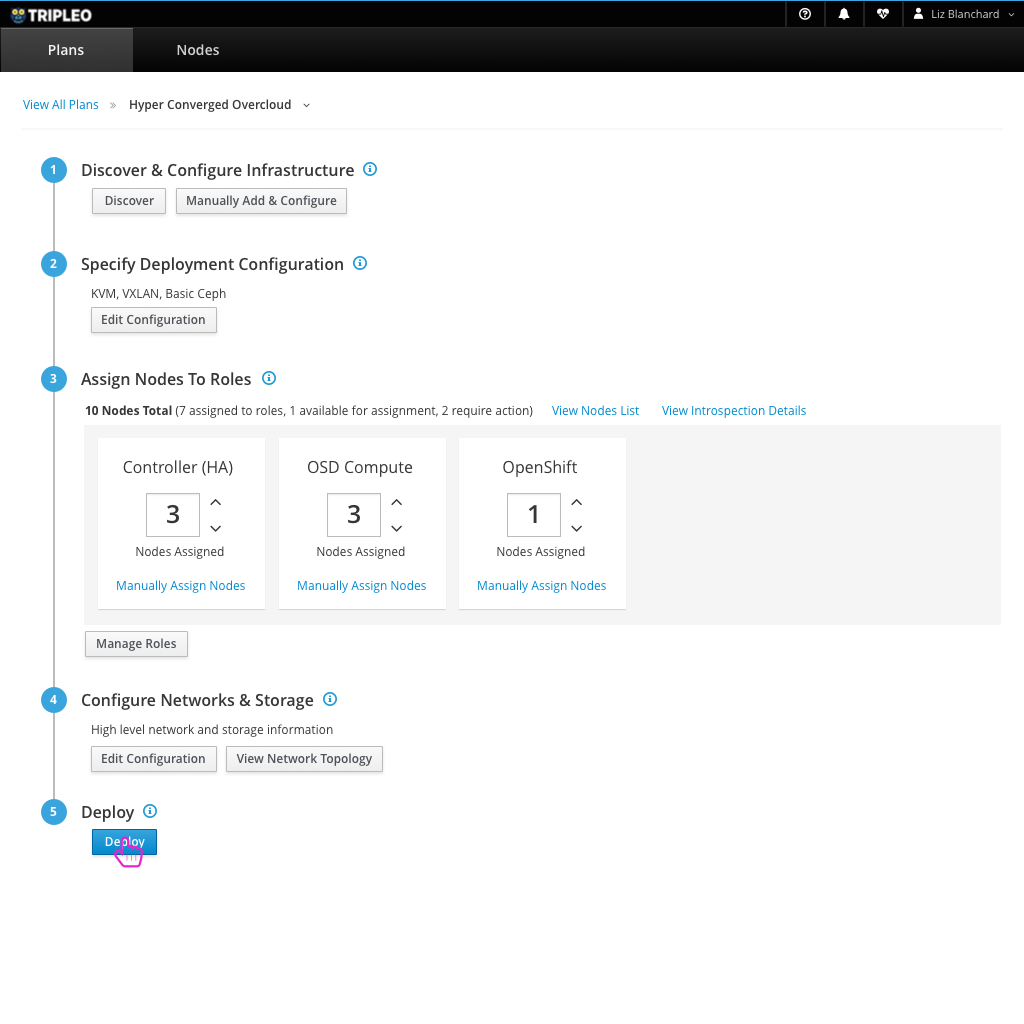 TRIPLEO
Liz Blanchard
Plans
Nodes
View All Plans » Hyper Converged Overcloud
1 Discover & Configure Infrastructure
Discover
Manually Add & Configure
2 Specify Deployment Configuration
KVM, VXLAN, Basic Ceph
Edit Configuration
3 Assign Nodes To Roles
10 Nodes Total (7 assigned to roles, 1 available for assignment, 2 require action) View Nodes List View Introspection Details
Controller (HA)
3
Nodes Assigned
Manually Assign Nodes
OSD Compute
3
Nodes Assigned
Manually Assign Nodes
OpenShift
1
Nodes Assigned
Manually Assign Nodes
Manage Roles
4 Configure Networks & Storage
High level network and storage information
Edit Configuration
View Network Topology
5 Deploy
Deploy